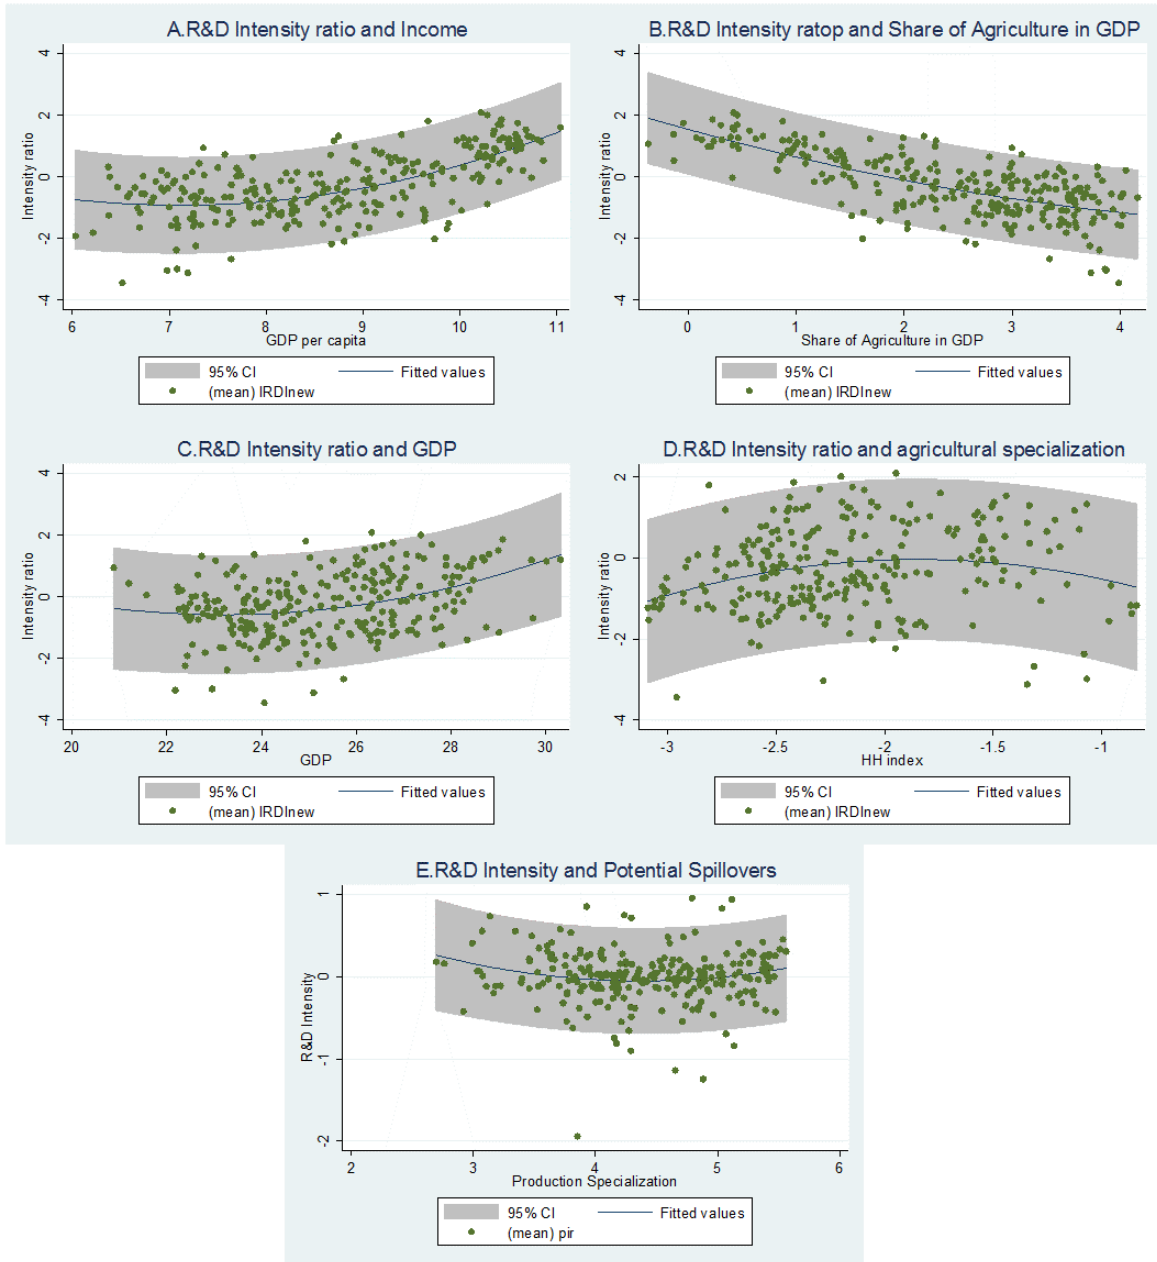 A.R&D Intensity ratio and Income
Intensity ratio
4
2
0
-2
-4
6 7 8 9 10 11
GDP per capita
95% CI Fitted values
(mean) IRDInew
B.R&D Intensity ratop and Share of Agriculture in GDP
Intensity ratio
4
2
0
-2
-4
0 1 2 3 4
Share of Agriculture in GDP
95% CI Fitted values
(mean) IRDInew
C.R&D Intensity ratio and GDP
Intensity ratio
4
2
0
-2
-4
20 22 24 26 28 30
GDP
95% CI Fitted values
(mean) IRDInew
D.R&D Intensity ratio and agricultural specialization
Intensity ratio
2
0
-2
-4
-3 -2.5 -2 -1.5 -1
HH index
95% CI Fitted values
(mean) IRDInew
E.R&D Intensity and Potential Spillovers
R&D Intensity
1
0
-1
-2
2 3 4 5 6
Production Specialization
95% CI Fitted values
(mean) pir